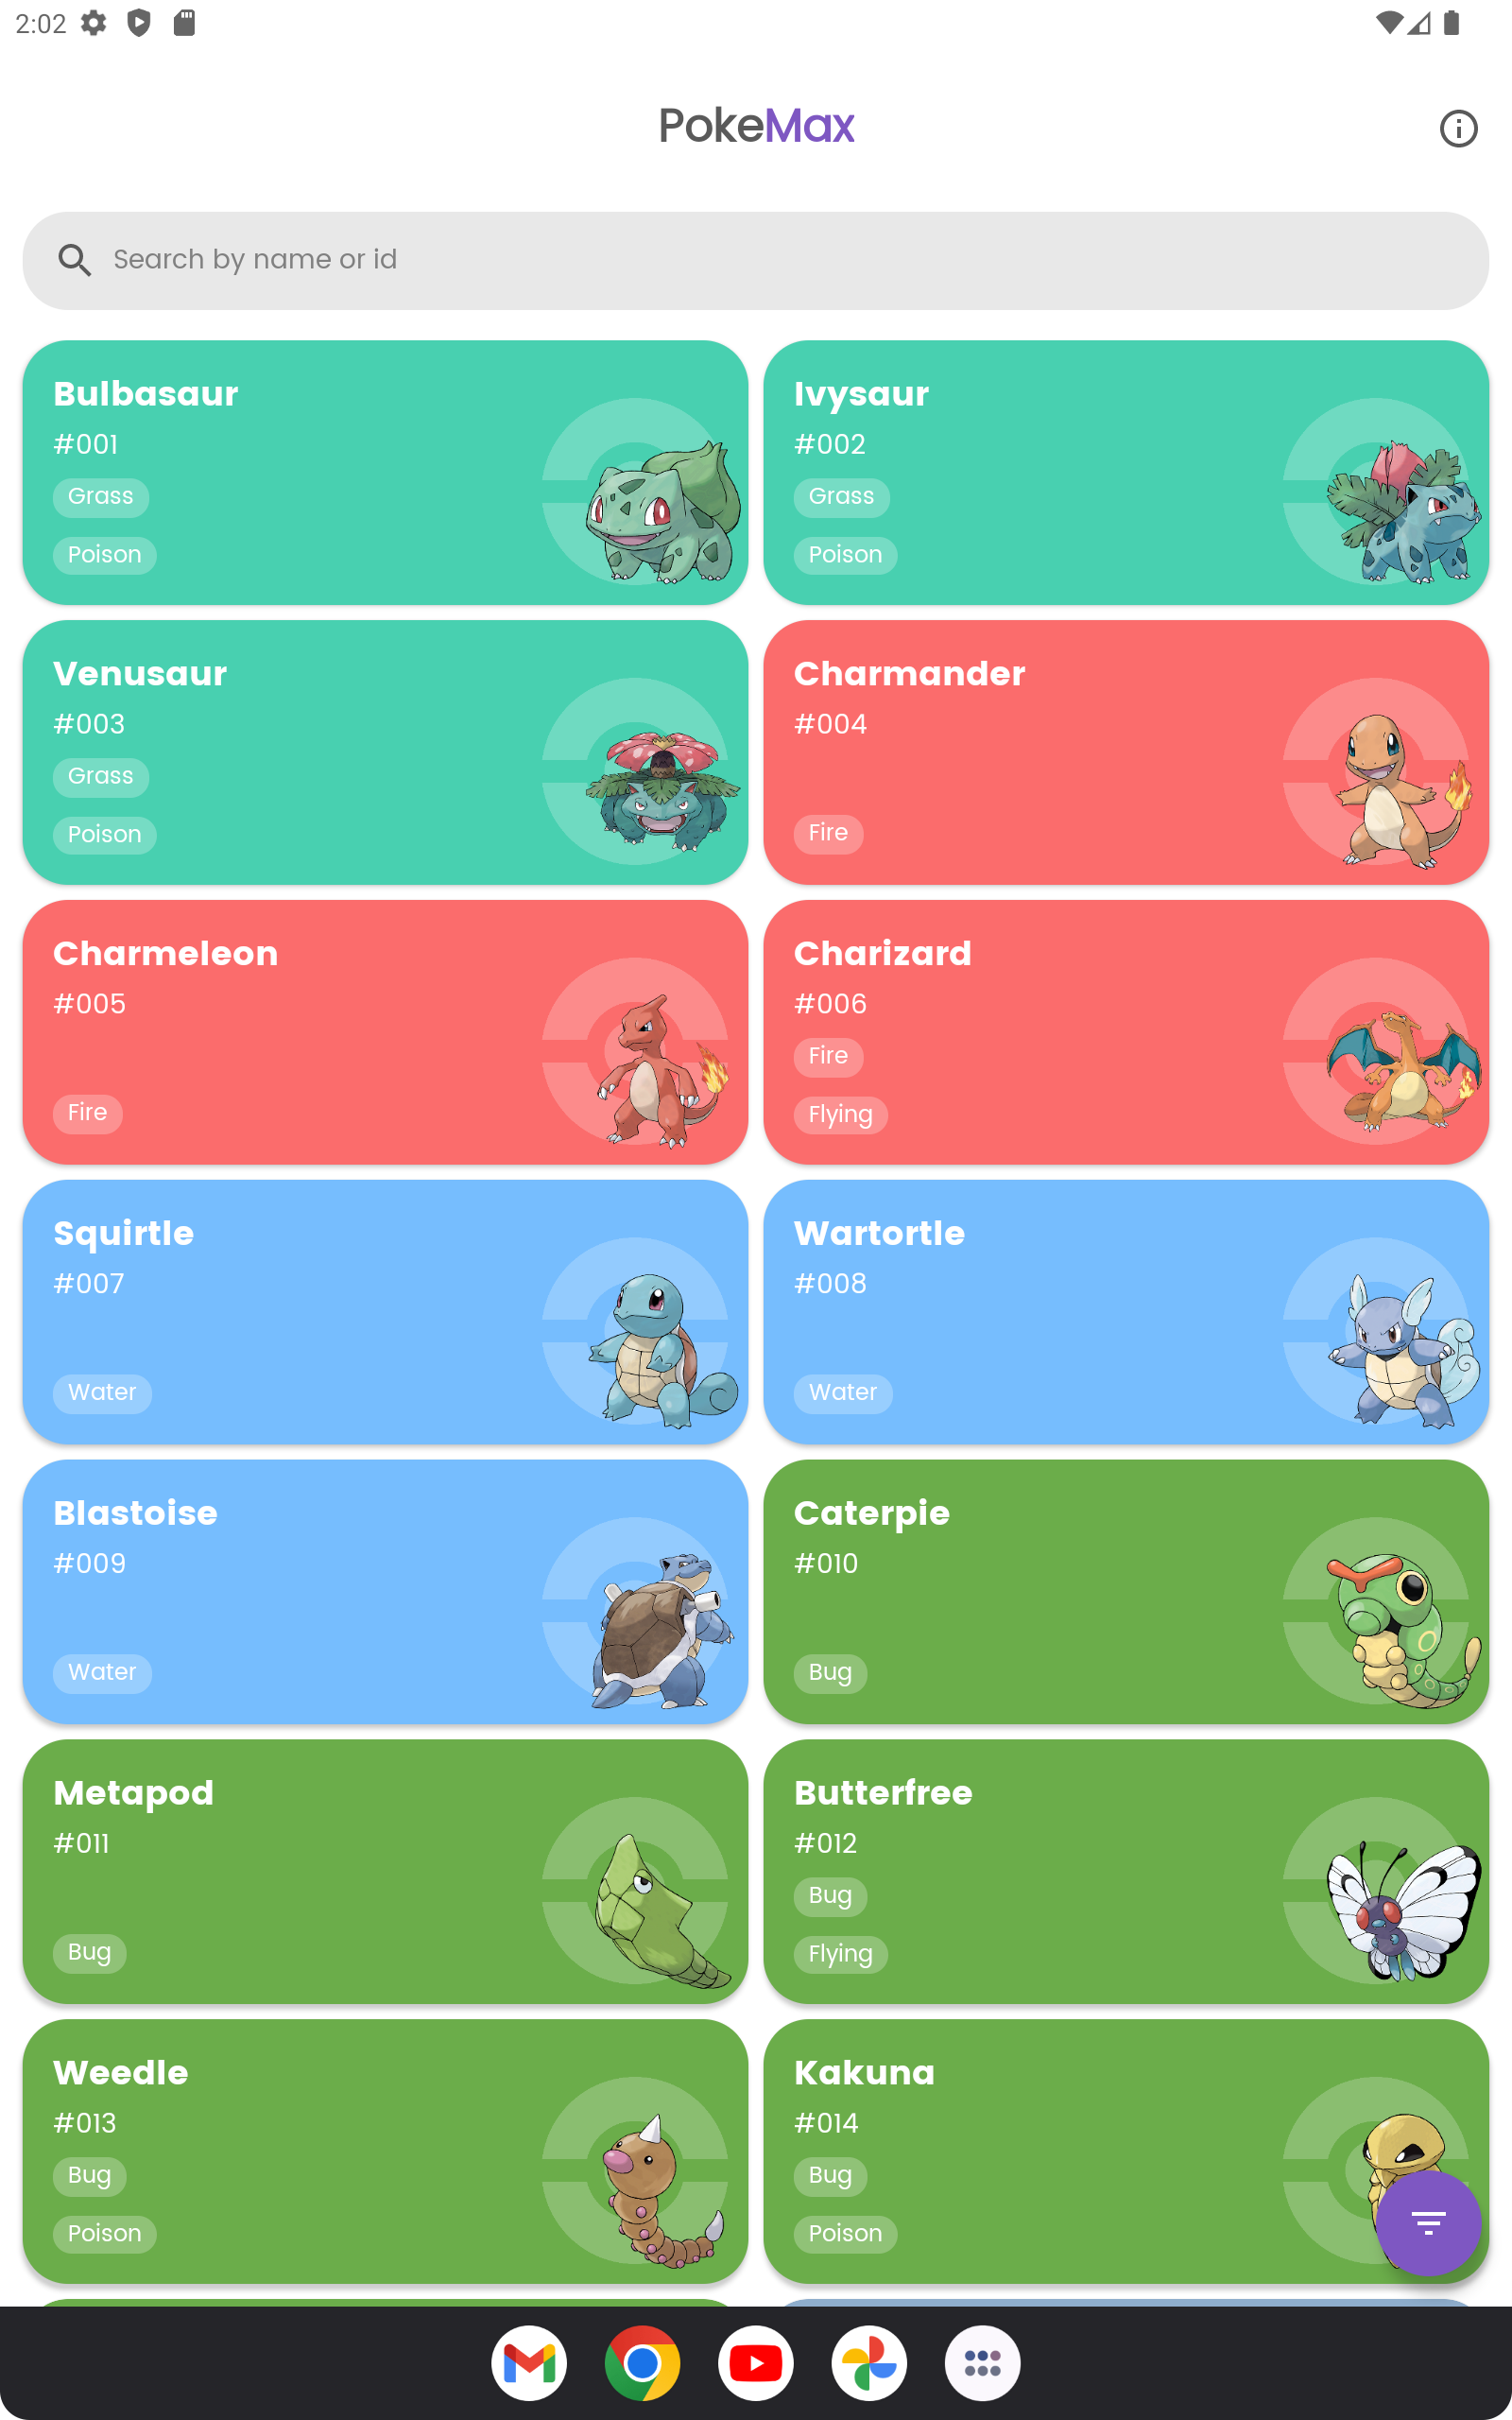 2:02
PokeMax
Search by name or id
Bulbasaur
#001
Grass
Poison
Ivysaur
#002
Grass
Poison
Venusaur
#003
Grass
Poison
Charmander
#004
Fire
Charmeleon
#005
Fire
Charizard
#006
Fire
Flying
Squirtle
#007
Water
Wartortle
#008
Water
Blastoise
#009
Water
Caterpie
#010
Bug
Metapod
#011
Bug
Butterfree
#012
Bug
Flying
Weedle
#013
Bug
Poison
Kakuna
#014
Bug
Poison